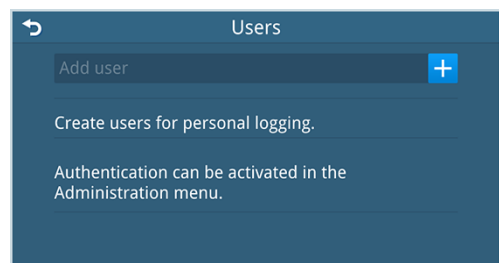 Users
Add user
Create users for personal logging.
Authentication can be activated in the
Administration menu.